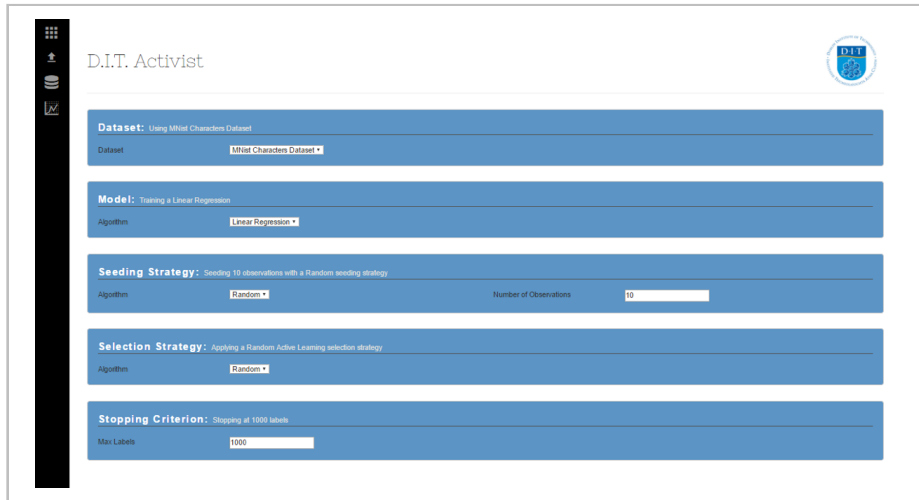 D.I.T. Activist
D·I·T
Dataset: Using MNist Characters Dataset
Dataset MNist Characters Dataset
Model: Training a Linear Regression
Algorithm Linear Regression
Seeding Strategy: Seeding 10 observations with a Random seeding strategy
Algorithm Random Number of Observations 10
Selection Strategy: Applying a Random Active Learning selection strategy
Algorithm Random
Stopping Criterion: Stopping at 1000 labels
Max Labels 1000